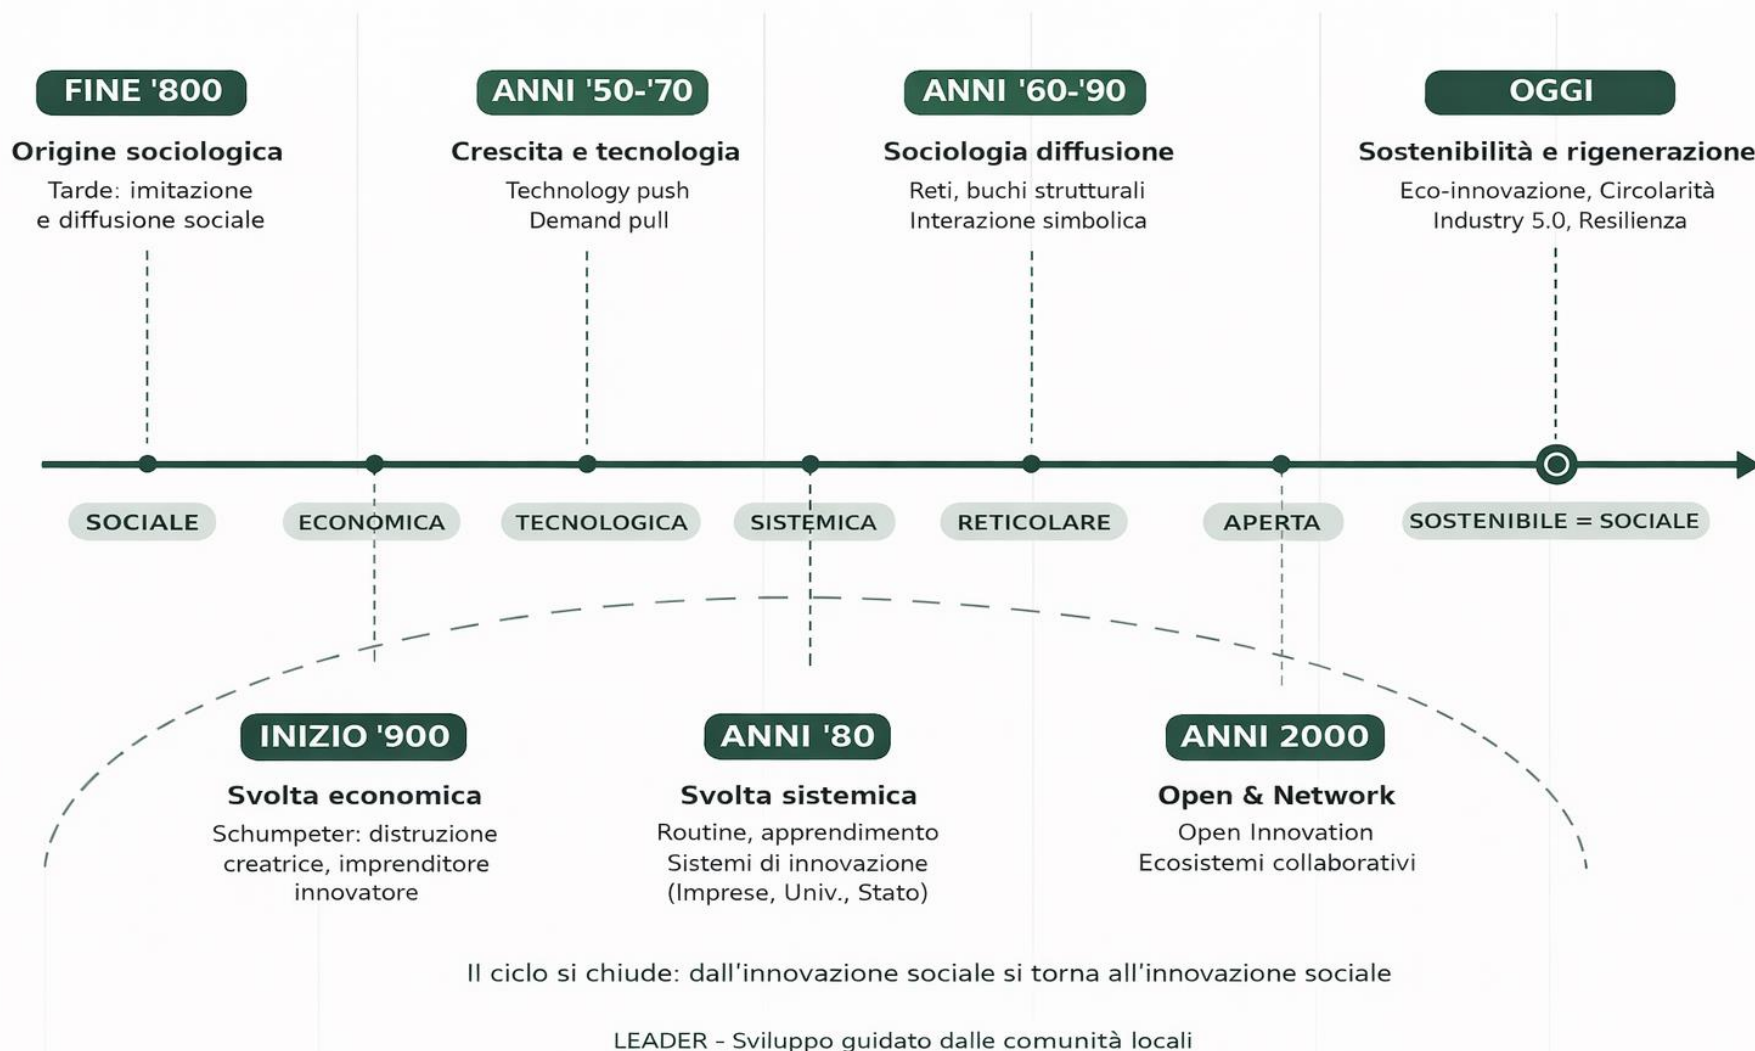 FINE '800
Origine sociologica
Tarde: imitazione
e diffusione sociale
ANNI '50-'70
Crescita e tecnologia
Technology push
Demand pull
ANNI '60-'90
Sociologia diffusione
Reti, buchi strutturali
Interazione simbolica
OGGI
Sostenibilità e rigenerazione
Eco-innovazione, Circolarità
Industry 5.0, Resilienza
SOCIALE
ECONOMICA
TECNOLOGICA
SISTEMICA
RETICOLARE
APERTA
SOSTENIBILE = SOCIALE
INIZIO '900
Svolta economica
Schumpeter: distruzione
creatrice, imprenditore
innovatore
ANNI '80
Svolta sistemica
Routine, apprendimento
Sistemi di innovazione
(Imprese, Univ., Stato)
ANNI 2000
Open & Network
Open Innovation
Ecosistemi collaborativi
Il ciclo si chiude: dall'innovazione sociale si torna all'innovazione sociale
LEADER – Sviluppo guidato dalle comunità locali